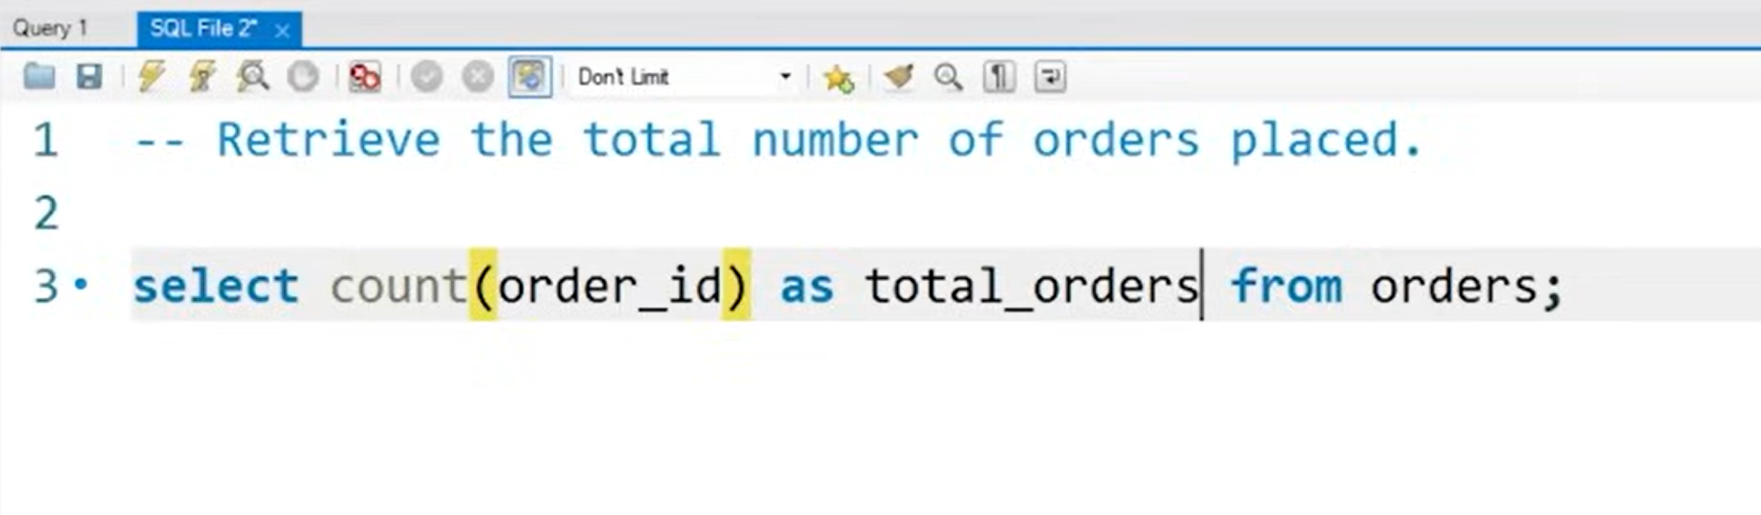 Query 1 SQL File 2*
Don't Limit
1 -- Retrieve the total number of orders placed.
2
3 select count(order_id) as total_orders from orders;